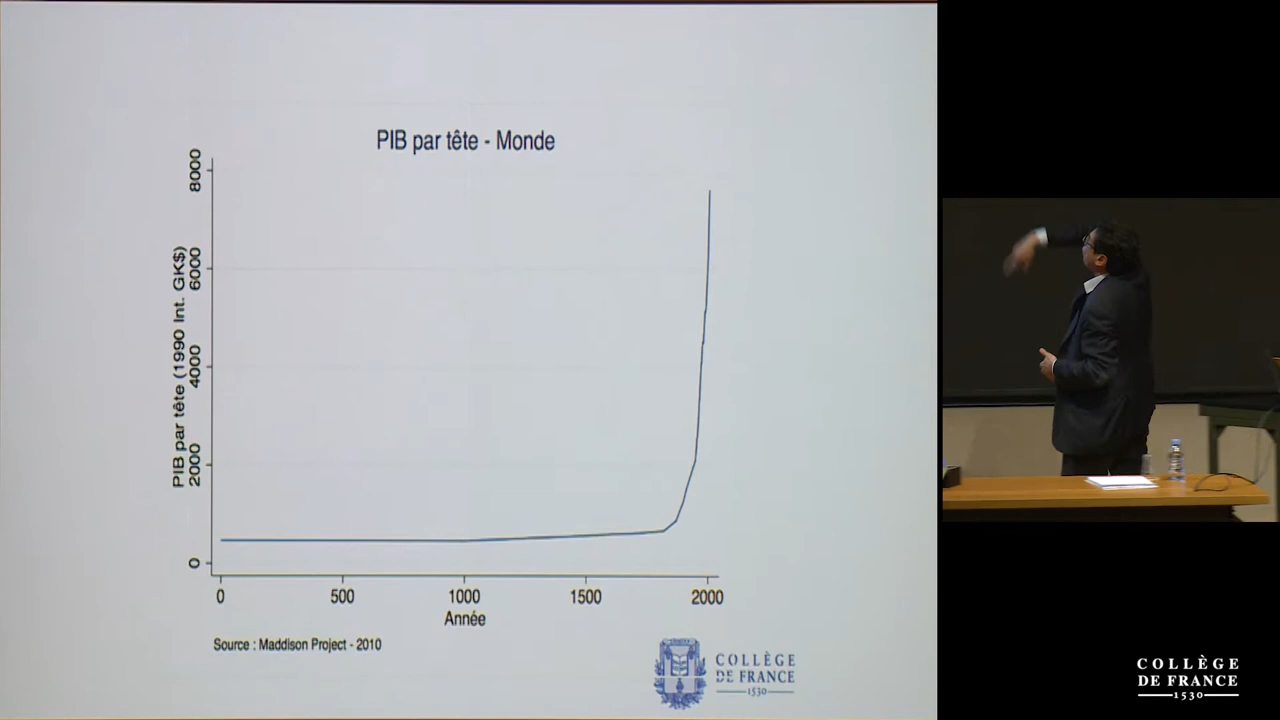 PIB par tête - Monde
PIB par tête (1990 Int. GK$)
8000
6000
4000
2000
0
0 500 1000 1500 2000
Année
Source : Maddison Project - 2010
COLLÈGE
DE FRANCE
1530
COLLÈGE
DE FRANCE
1530